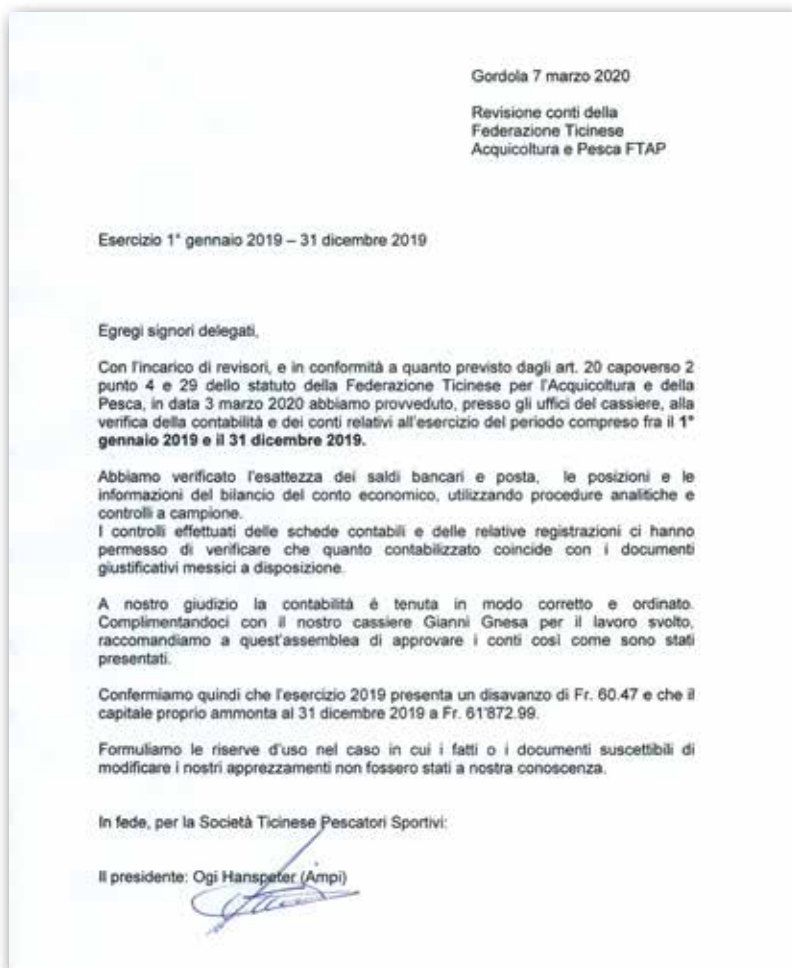 Gordola 7 marzo 2020
Revisione conti della
Federazione Ticinese
Acquicoltura e Pesca FTAP
Esercizio 1° gennaio 2019 – 31 dicembre 2019
Egregi signori delegati,
Con l'incarico di revisori, e in conformità a quanto previsto dagli art. 20 capoverso 2
punto 4 e 29 dello statuto della Federazione Ticinese per l'Acquicoltura e della
Pesca, in data 3 marzo 2020 abbiamo provveduto, presso gli uffici del cassiere, alla
verifica della contabilità e dei conti relativi all'esercizio del periodo compreso fra il 1°
gennaio 2019 e il 31 dicembre 2019.
Abbiamo verificato l'esattezza dei saldi bancari e posta, le posizioni e le
informazioni del bilancio del conto economico, utilizzando procedure analitiche e
controlli a campione.
I controlli effettuati delle schede contabili e delle relative registrazioni ci hanno
permesso di verificare che quanto contabilizzato coincide con i documenti
giustificativi messici a disposizione.
A nostro giudizio la contabilità è tenuta in modo corretto e ordinato.
Complimentandoci con il nostro cassiere Gianni Gnesa per il lavoro svolto,
raccomandiamo a quest'assemblea di approvare i conti così come sono stati
presentati.
Confermiamo quindi che l'esercizio 2019 presenta un disavanzo di Fr. 60.47 e che il
capitale proprio ammonta al 31 dicembre 2019 a Fr. 61'872.99.
Formuliamo le riserve d'uso nel caso in cui i fatti o i documenti suscettibili di
modificare i nostri apprezzamenti non fossero stati a nostra conoscenza.
In fede, per la Società Ticinese Pescatori Sportivi:
Il presidente: Ogi Hanspeter (Ampi)